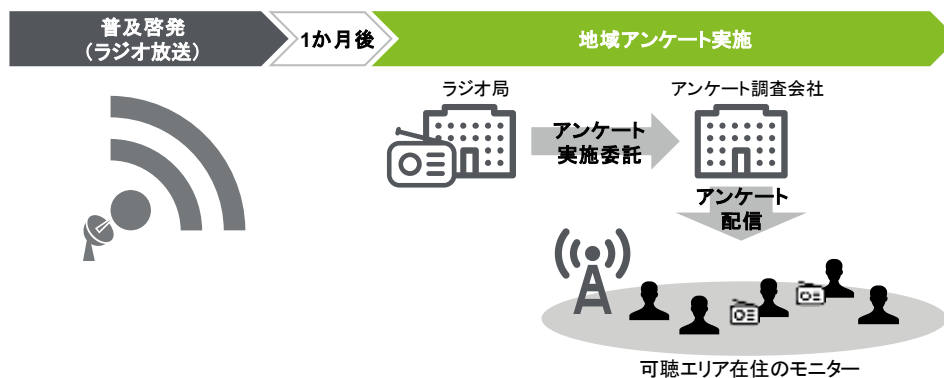 普及啓発
(ラジオ放送)
1か月後
地域アンケート実施
ラジオ局
アンケート調査会社
アンケート
実施委託
アンケート
配信
可聴エリア在住のモニター